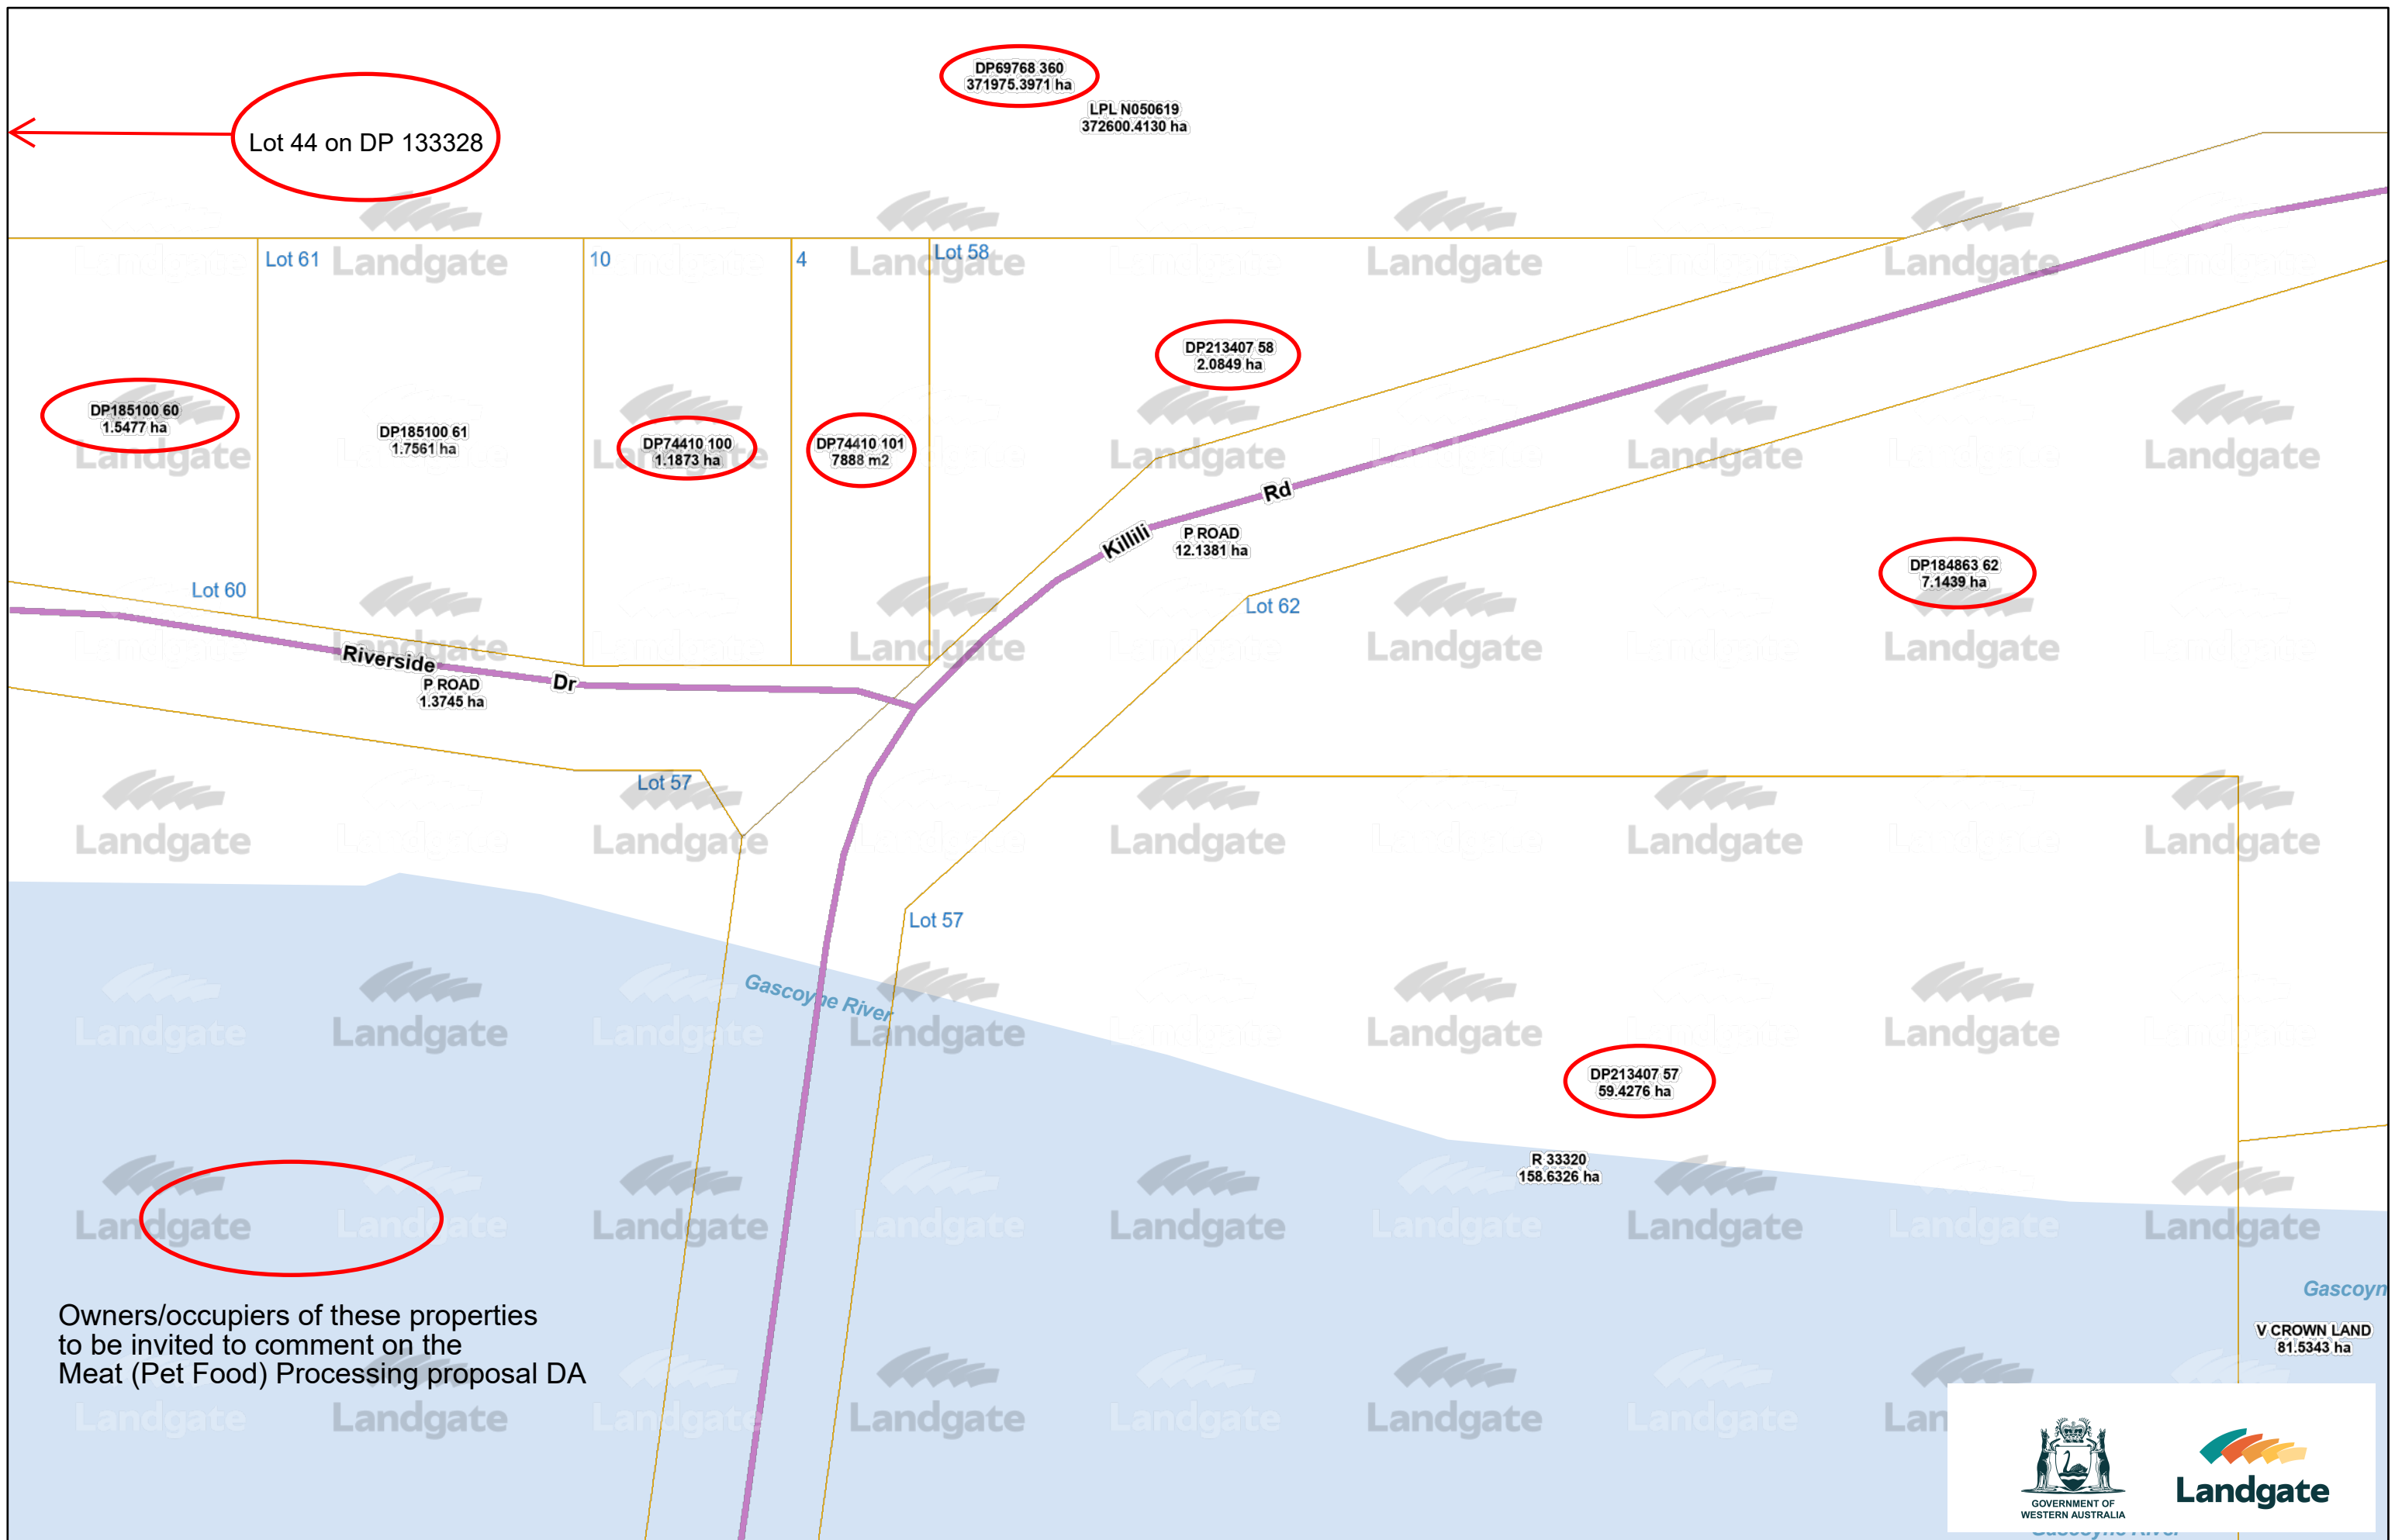 DP69768 360
371975.3971 ha
LPL N050619
372600.4130 ha
Lot 44 on DP 133328
Lot 61
10
4
Lot 58
DP213407 58
2.0849 ha
DP185100 60
1.5477 ha
DP185100 61
1.7561 ha
DP74410 100
1.1873 ha
DP74410 101
7888 m2
Killili Rd
P ROAD
12.1381 ha
DP184863 62
7.1439 ha
Lot 60
Lot 62
Riverside Dr
P ROAD
1.3745 ha
Lot 57
Lot 57
Gascoyne River
DP213407 57
59.4276 ha
R 33320
158.6326 ha
Gascoyn
V CROWN LAND
81.5343 ha
Owners/occupiers of these properties
to be invited to comment on the
Meat (Pet Food) Processing proposal DA
GOVERNMENT OF
WESTERN AUSTRALIA
Landgate
Gascoyne River